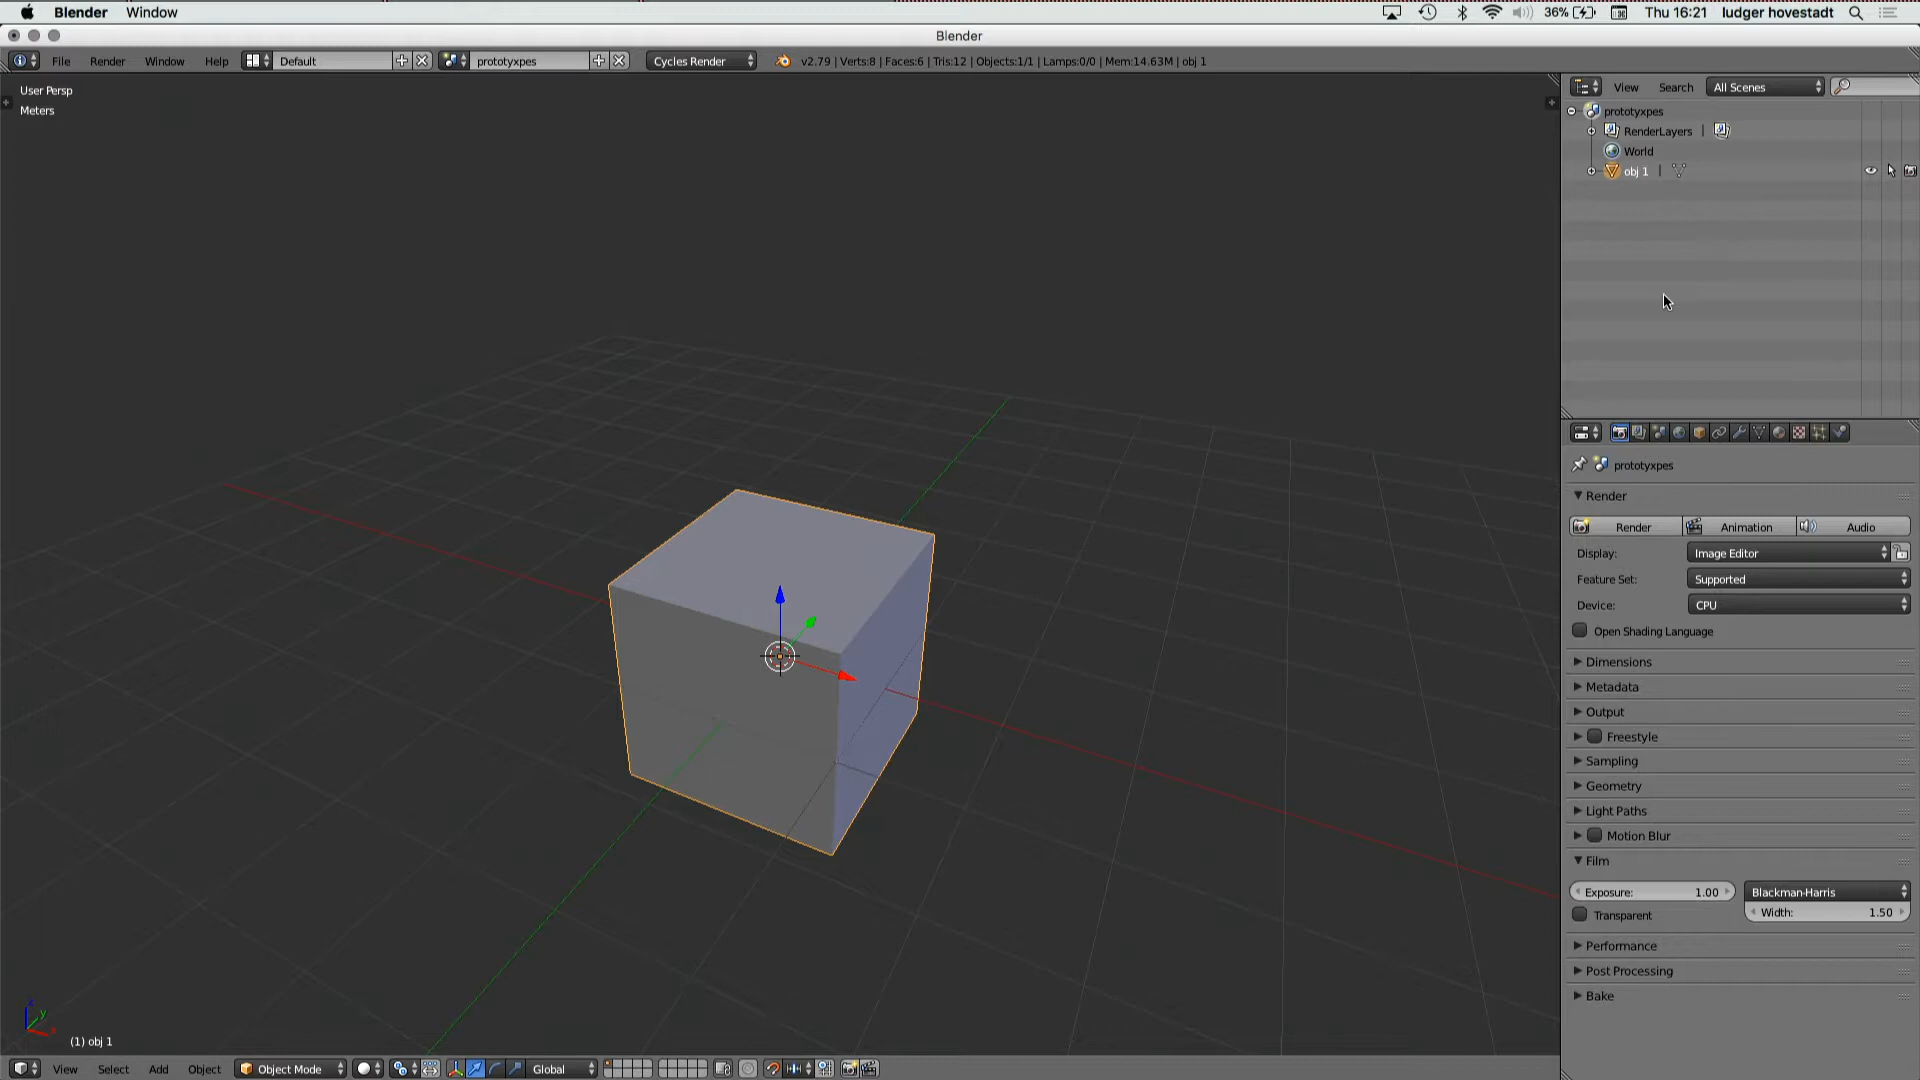 Blender Window
36% Thu 16:21 ludger hovestadt
Blender
File Render Window Help Default prototyxpes Cycles Render v2.79 | Verts:8 | Faces:6 | Tris:12 | Objects:1/1 | Lamps:0/0 | Mem:14.63M | obj 1
User Persp
Meters
View Search All Scenes
prototyxpes
RenderLayers |
World
obj 1 |
prototyxpes
Render
Render Animation Audio
Display: Image Editor
Feature Set: Supported
Device: CPU
Open Shading Language
Dimensions
Metadata
Output
Freestyle
Sampling
Geometry
Light Paths
Motion Blur
Film
Exposure: 1.00 Blackman-Harris
Transparent Width: 1.50
Performance
Post Processing
Bake
z
y
x
(1) obj 1
View Select Add Object Object Mode Global